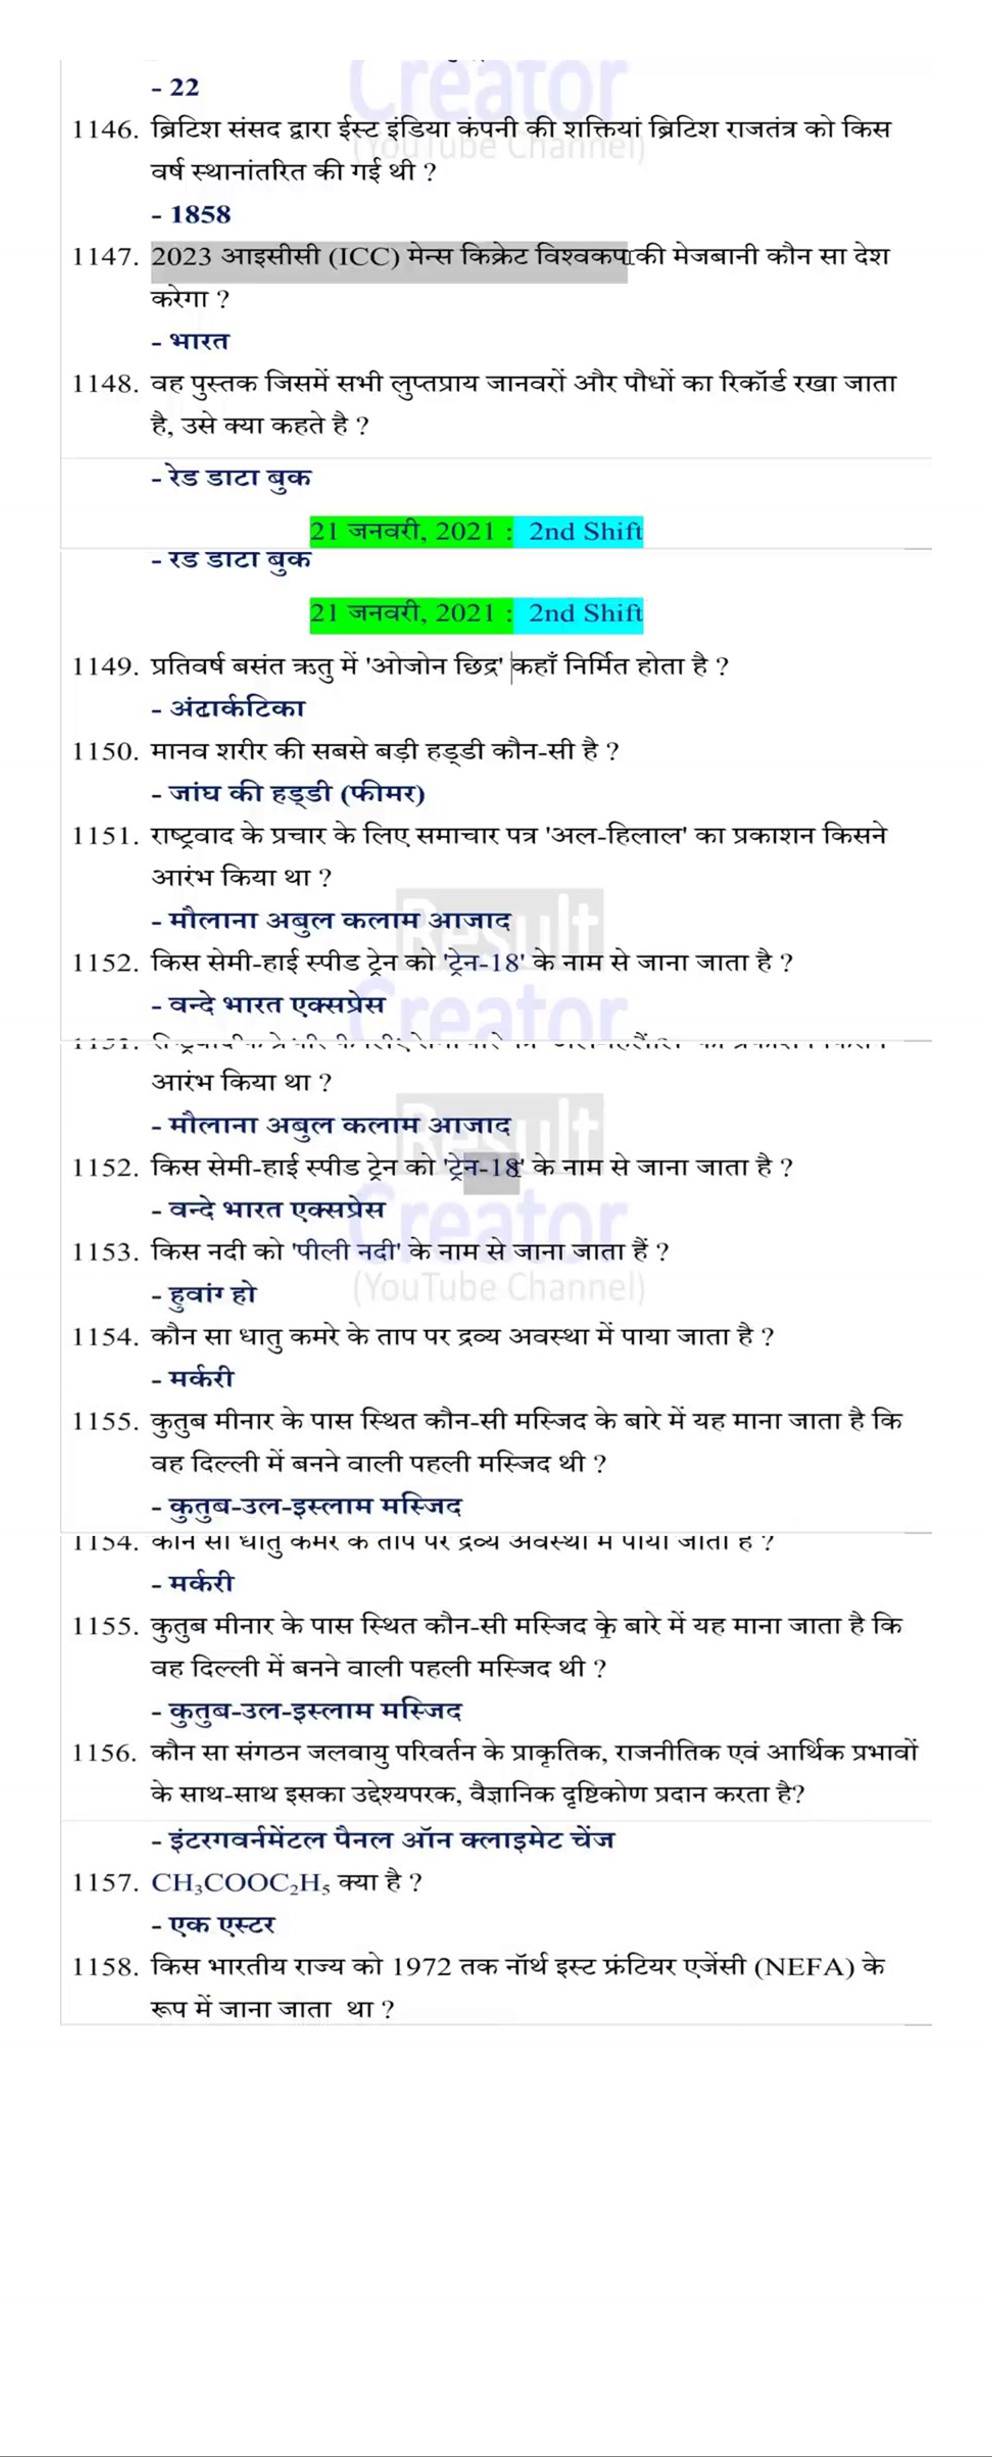 Creator
- 22
(YouTube Channel)
1146. ब्रिटिश संसद द्वारा ईस्ट इंडिया कंपनी की शक्तियां ब्रिटिश राजतंत्र को किस
वर्ष स्थानांतरित की गई थी ?
- 1858
1147. 2023 आइसीसी (ICC) मेन्स किक्रेट विश्वकप की मेजबानी कौन सा देश
करेगा ?
- भारत
1148. वह पुस्तक जिसमें सभी लुप्तप्राय जानवरों और पौधों का रिकॉर्ड रखा जाता
है, उसे क्या कहते है ?
- रेड डाटा बुक
21 जनवरी, 2021 : 2nd Shift
- रेड डाटा बुक
21 जनवरी, 2021 : 2nd Shift
1149. प्रतिवर्ष बसंत ऋतु में 'ओजोन छिद्र' कहाँ निर्मित होता है ?
- अंटार्कटिका
1150. मानव शरीर की सबसे बड़ी हड्डी कौन-सी है ?
- जांघ की हड्डी (फीमर)
1151. राष्ट्रवाद के प्रचार के लिए समाचार पत्र 'अल-हिलाल' का प्रकाशन किसने
आरंभ किया था ?
Result
- मौलाना अबुल कलाम आजाद
1152. किस सेमी-हाई स्पीड ट्रेन को 'ट्रेन-18' के नाम से जाना जाता है ?
- वन्दे भारत एक्सप्रेस
Creator
आरंभ किया था ?
Result
- मौलाना अबुल कलाम आजाद
1152. किस सेमी-हाई स्पीड ट्रेन को 'ट्रेन-18' के नाम से जाना जाता है ?
- वन्दे भारत एक्सप्रेस
Creator
1153. किस नदी को 'पीली नदी' के नाम से जाना जाता हैं ?
(YouTube Channel)
- हुवांग हो
1154. कौन सा धातु कमरे के ताप पर द्रव्य अवस्था में पाया जाता है ?
- मर्करी
1155. कुतुब मीनार के पास स्थित कौन-सी मस्जिद के बारे में यह माना जाता है कि
वह दिल्ली में बनने वाली पहली मस्जिद थी ?
- कुतुब-उल-इस्लाम मस्जिद
1154. कौन सा धातु कमरे के ताप पर द्रव्य अवस्था में पाया जाता है ?
- मर्करी
1155. कुतुब मीनार के पास स्थित कौन-सी मस्जिद के बारे में यह माना जाता है कि
वह दिल्ली में बनने वाली पहली मस्जिद थी ?
- कुतुब-उल-इस्लाम मस्जिद
1156. कौन सा संगठन जलवायु परिवर्तन के प्राकृतिक, राजनीतिक एवं आर्थिक प्रभावों
के साथ-साथ इसका उद्देश्यपरक, वैज्ञानिक दृष्टिकोण प्रदान करता है?
- इंटरगवर्नमेंटल पैनल ऑन क्लाइमेट चेंज
1157. CH₃COOC₂H₅ क्या है ?
- एक एस्टर
1158. किस भारतीय राज्य को 1972 तक नॉर्थ इस्ट फ्रंटियर एजेंसी (NEFA) के
रूप में जाना जाता था ?